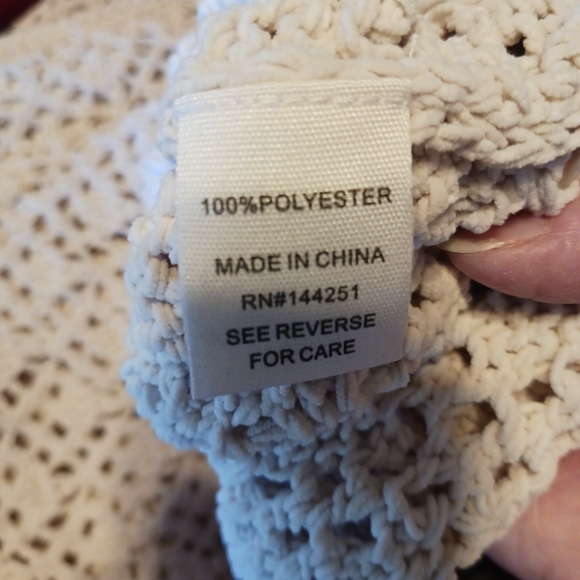 100%POLYESTER
MADE IN CHINA
RN#144251
SEE REVERSE
FOR CARE